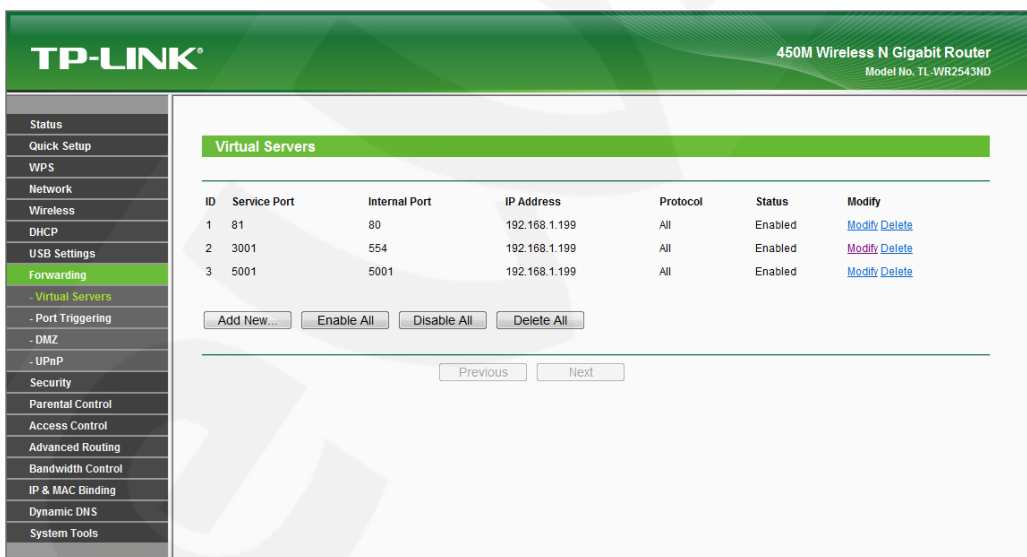 TP-LINK®
450M Wireless N Gigabit Router
Model No. TL-WR2543ND
Status
Quick Setup
WPS
Network
Wireless
DHCP
USB Settings
Forwarding
- Virtual Servers
- Port Triggering
- DMZ
- UPnP
Security
Parental Control
Access Control
Advanced Routing
Bandwidth Control
IP & MAC Binding
Dynamic DNS
System Tools
Virtual Servers
ID Service Port Internal Port IP Address Protocol Status Modify
1 81 80 192.168.1.199 All Enabled Modify Delete
2 3001 554 192.168.1.199 All Enabled Modify Delete
3 5001 5001 192.168.1.199 All Enabled Modify Delete
Add New... Enable All Disable All Delete All
Previous Next